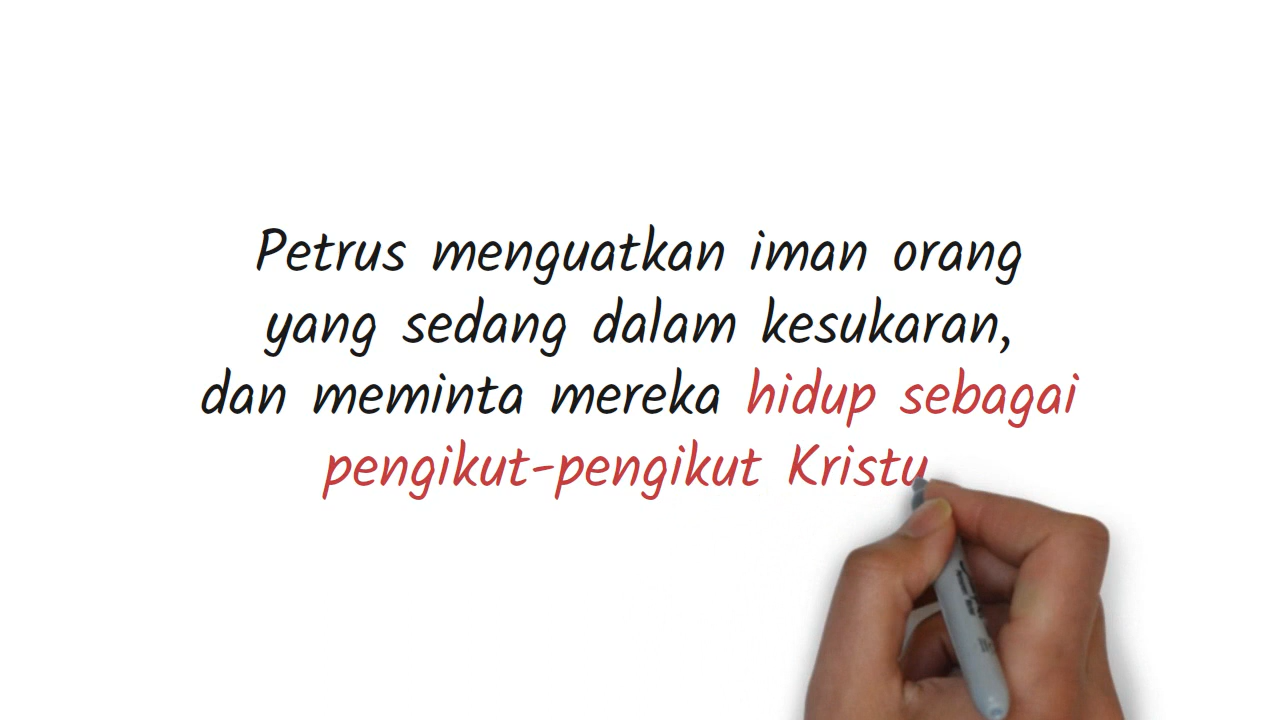 Petrus menguatkan iman orang
yang sedang dalam kesukaran,
dan meminta mereka hidup sebagai
pengikut-pengikut Kristu